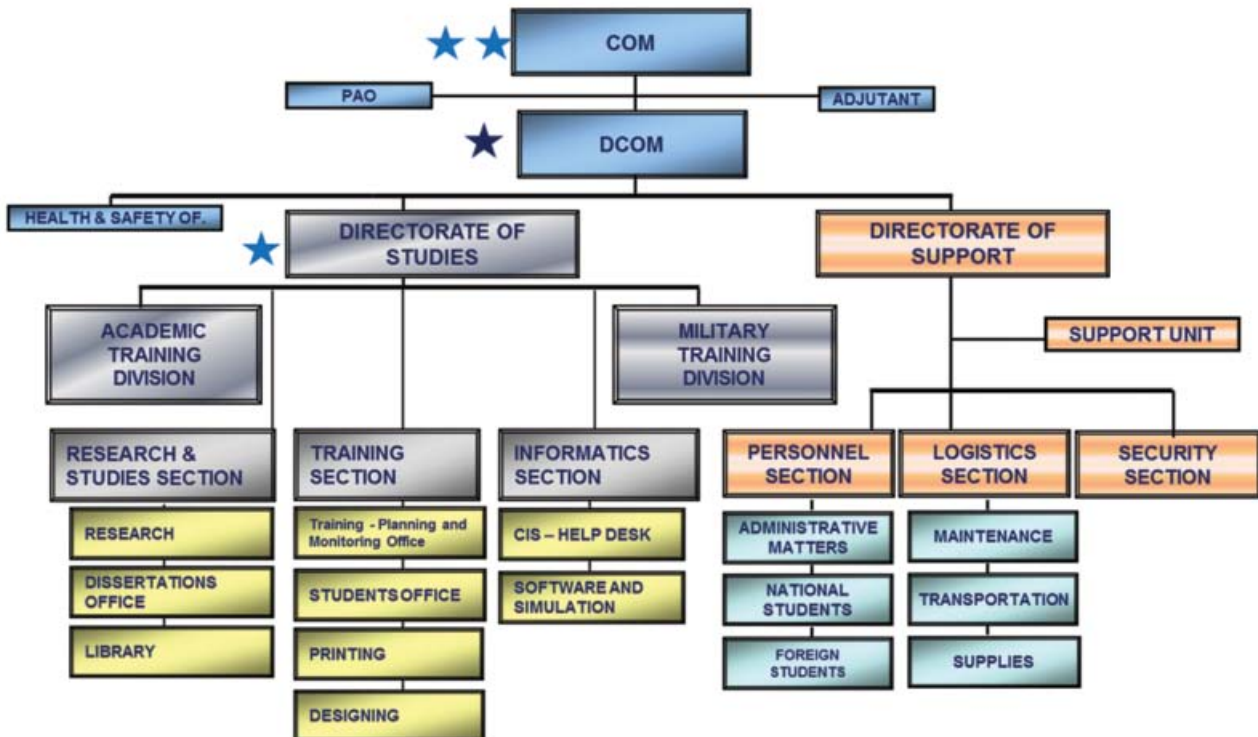 COM
PAO
ADJUTANT
DCOM
HEALTH & SAFETY OF.
DIRECTORATE OF
STUDIES
DIRECTORATE OF
SUPPORT
ACADEMIC
TRAINING
DIVISION
MILITARY
TRAINING
DIVISION
SUPPORT UNIT
RESEARCH &
STUDIES SECTION
TRAINING
SECTION
INFORMATICS
SECTION
PERSONNEL
SECTION
LOGISTICS
SECTION
SECURITY
SECTION
RESEARCH
DISSERTATIONS
OFFICE
LIBRARY
Training - Planning and
Monitoring Office
STUDENTS OFFICE
PRINTING
DESIGNING
CIS – HELP DESK
SOFTWARE AND
SIMULATION
ADMINISTRATIVE
MATTERS
NATIONAL
STUDENTS
FOREIGN
STUDENTS
MAINTENANCE
TRANSPORTATION
SUPPLIES